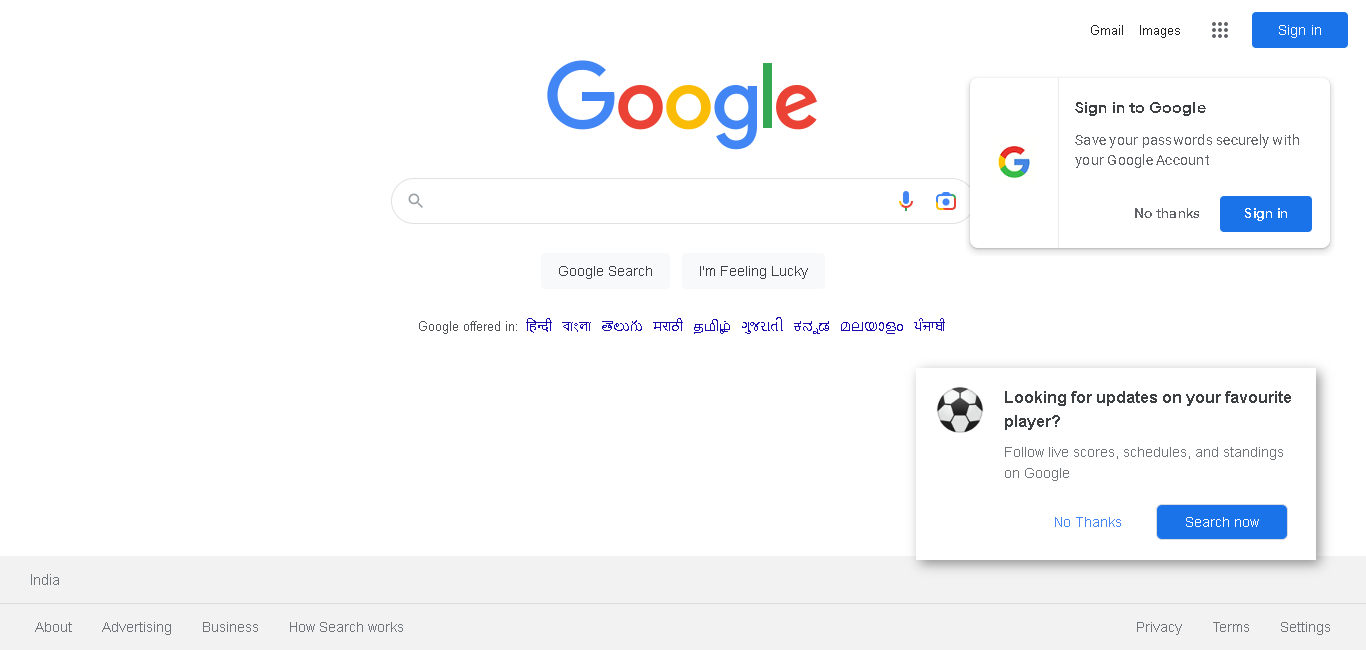 Gmail Images Sign in
Google
Sign in to Google
Save your passwords securely with
your Google Account
No thanks Sign in
Google Search I'm Feeling Lucky
Google offered in: हिन्दी বাংলা తెలుగు मराठी தமிழ் ગુજરાતી ಕನ್ನಡ മലയാളം ਪੰਜਾਬੀ
Looking for updates on your favourite
player?
Follow live scores, schedules, and standings
on Google
No Thanks Search now
India
About Advertising Business How Search works Privacy Terms Settings